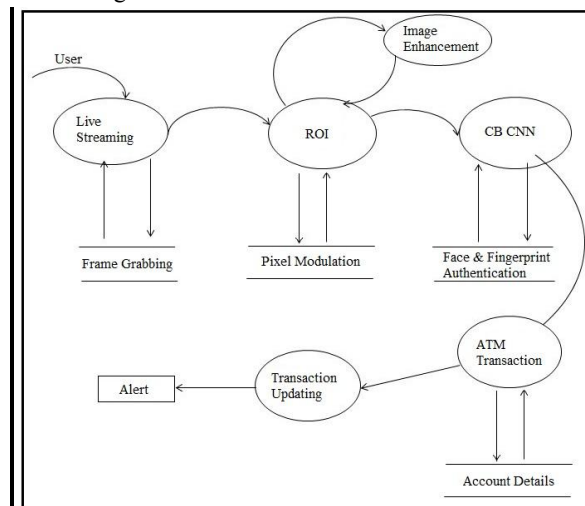 Image
Enhancement
User
Live
Streaming
ROI
CB CNN
Frame Grabbing
Pixel Modulation
Face & Fingerprint
Authentication
ATM
Transaction
Transaction
Updating
Alert
Account Details